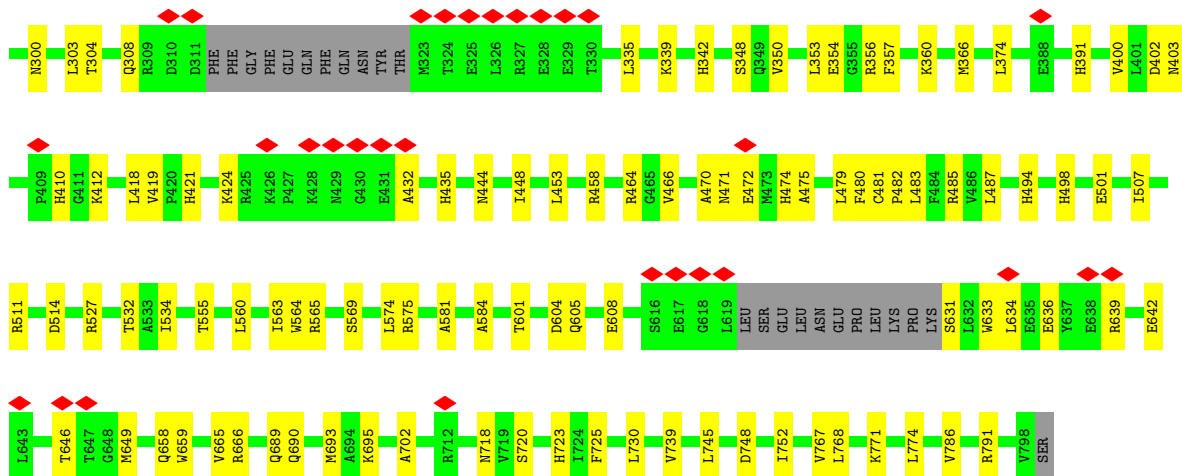 N300 L303 T304 Q308 R309 D310 D311 PHE PHE GLY PHE GLU GLN PHE GLN ASN TYR THR M323 T324 E325 L326 R327 E328 E329 T330 L335 K339 H342 S348 Q349 V350 L353 E354 G355 R356 F357 K360 M366 L374 E388 H391 V400 L401 D402 N403
P409 H410 G411 K412 L418 V419 P420 H421 K424 R425 K426 P427 K428 N429 G430 E431 A432 H435 N444 I448 L453 R458 R464 G465 V466 A470 N471 E472 M473 H474 A475 L479 F480 C481 P482 L483 F484 R485 V486 L487 H494 H498 E501 I507
R511 D514 R527 T532 A533 I534 T555 L560 I563 W564 R565 S569 L574 R575 A581 A584 T601 D604 Q605 E608 S616 E617 G618 L619 LEU SER GLU LEU ASN GLU PRO LEU LYS PRO LYS S631 L632 W633 L634 E635 E636 Y637 E638 R639 E642
L643 T646 T647 G648 M649 Q658 W659 V665 R666 Q689 Q690 M693 A694 K695 A702 R712 N718 V719 S720 H723 I724 F725 L730 V739 L745 D748 I752 V767 L768 K771 L774 V786 R791 V798 SER